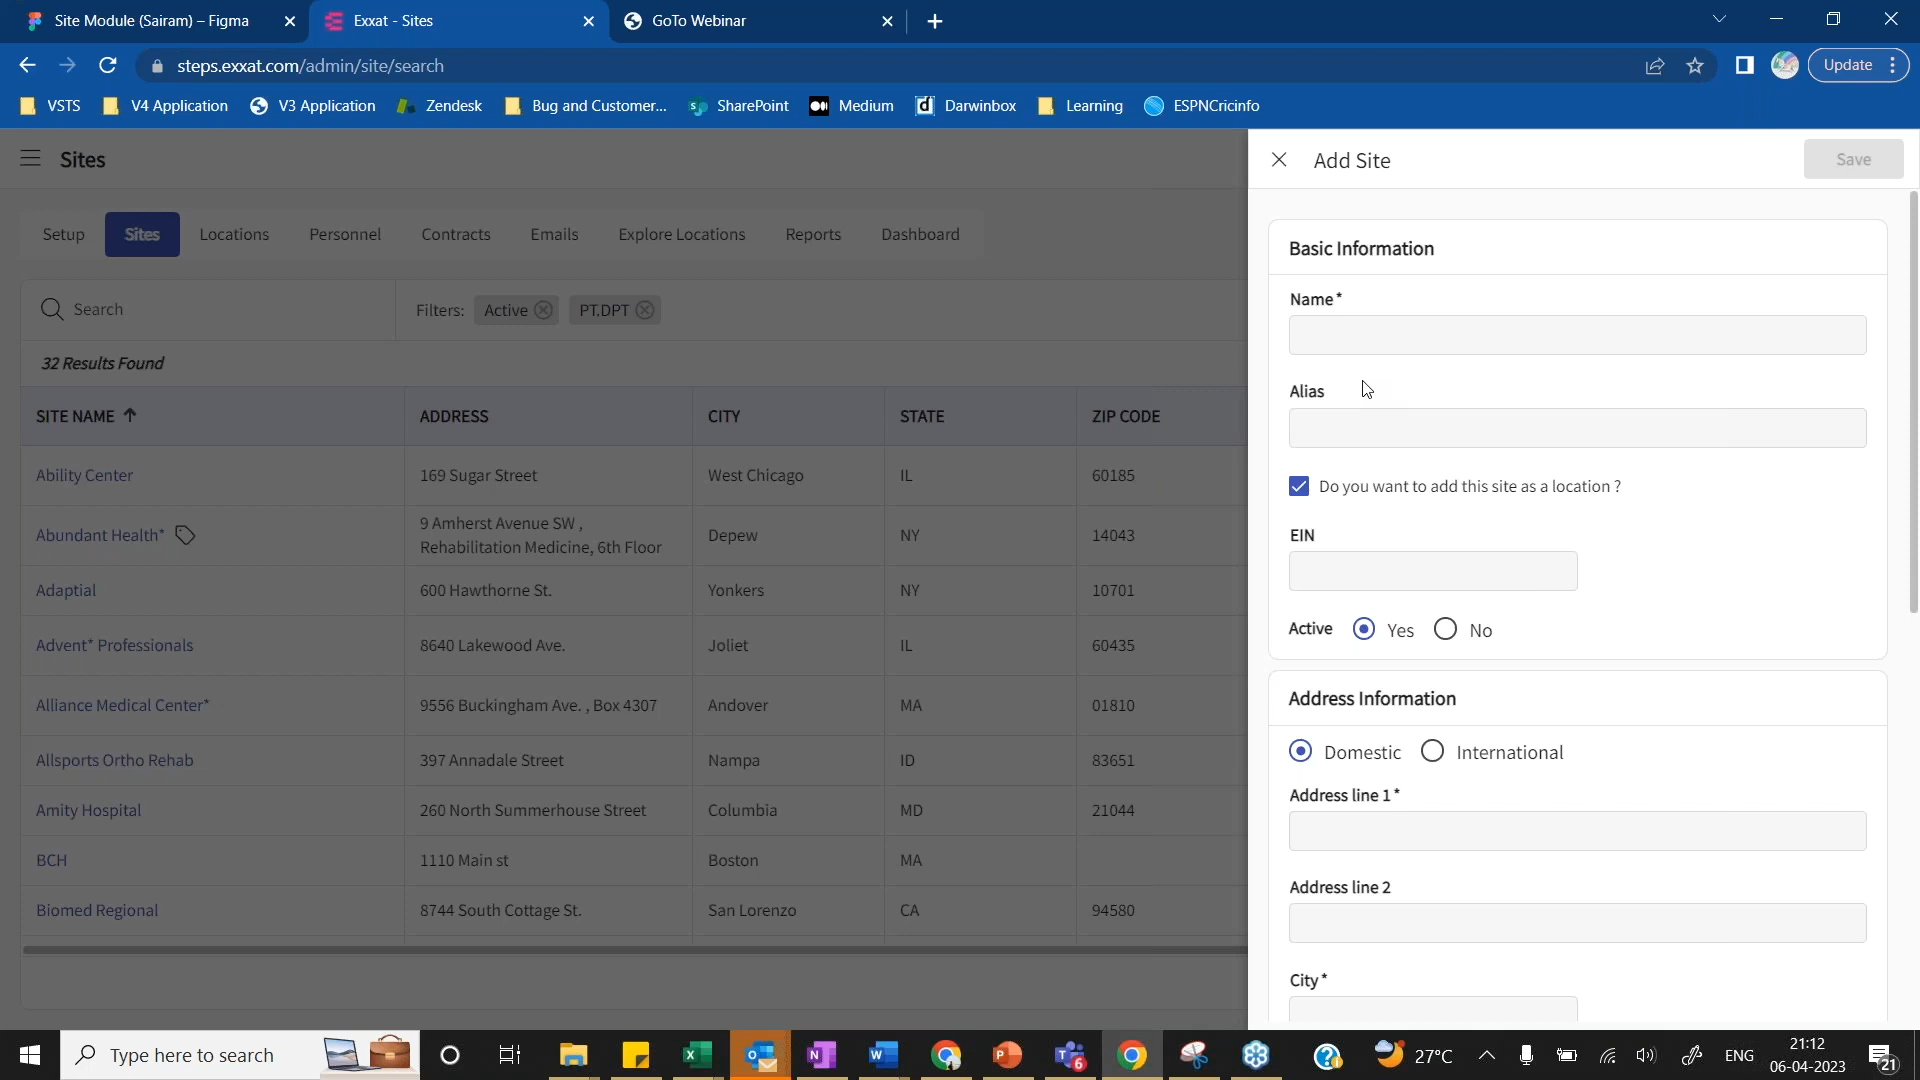 Site Module (Sairam) – Figma
Exxat - Sites
GoTo Webinar
steps.exxat.com/admin/site/search
Update
VSTS
V4 Application
V3 Application
Zendesk
Bug and Customer...
SharePoint
Medium
Darwinbox
Learning
ESPNCricinfo
Sites
Setup
Sites
Locations
Personnel
Contracts
Emails
Explore Locations
Reports
Dashboard
Search
Filters: Active PT.DPT
32 Results Found
SITE NAME ADDRESS CITY STATE ZIP CODE
Ability Center 169 Sugar Street West Chicago IL 60185
Abundant Health* 9 Amherst Avenue SW , Rehabilitation Medicine, 6th Floor Depew NY 14043
Adaptial 600 Hawthorne St. Yonkers NY 10701
Advent* Professionals 8640 Lakewood Ave. Joliet IL 60435
Alliance Medical Center* 9556 Buckingham Ave. , Box 4307 Andover MA 01810
Allsports Ortho Rehab 397 Annadale Street Nampa ID 83651
Amity Hospital 260 North Summerhouse Street Columbia MD 21044
BCH 1110 Main st Boston MA
Biomed Regional 8744 South Cottage St. San Lorenzo CA 94580
Add Site
Save
Basic Information
Name*
Alias
Do you want to add this site as a location ?
EIN
Active Yes No
Address Information
Domestic International
Address line 1*
Address line 2
City*
Type here to search
6
27°C
ENG
21:12
06-04-2023
21